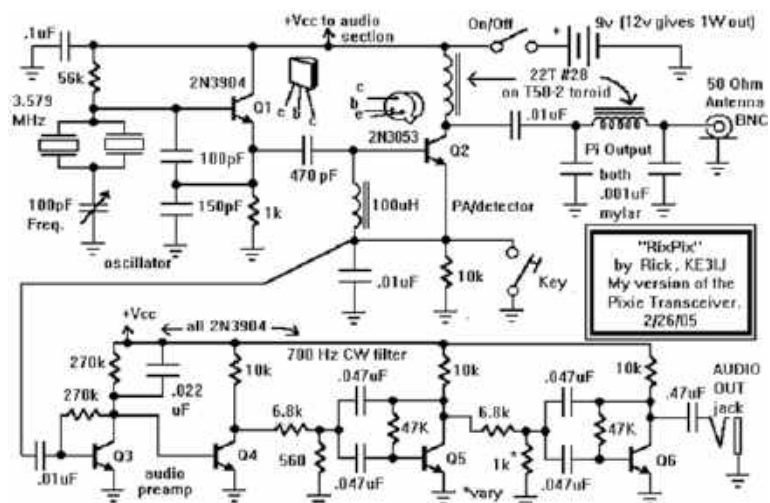 +Vcc to audio section
On/Off
9v (12v gives 1W out)
.1uF
56k
2N3904
Q1
c
b
e
22T #28
on T50-2 toroid
50 Ohm
Antenna
BNC
3.579
MHz
2N3053
Q2
.01uF
Pi Output
both
.001uF
mylar
100pF
470pF
100pF
Freq.
150pF
1k
100uH
PA/detector
oscillator
.01uF
10k
Key
"RixPix"
by Rick, KE3IJ
My version of the
Pixie Transceiver.
2/26/05
+Vcc
all 2N3904
700 Hz CW filter
270k
270k
.022
uF
10k
.047uF
10k
.047uF
10k
AUDIO
OUT
jack
.47uF
6.8k
47K
6.8k
47K
Q3
Q4
560
Q5
1k*
Q6
.01uF
audio
preamp
.047uF
*vary
.047uF